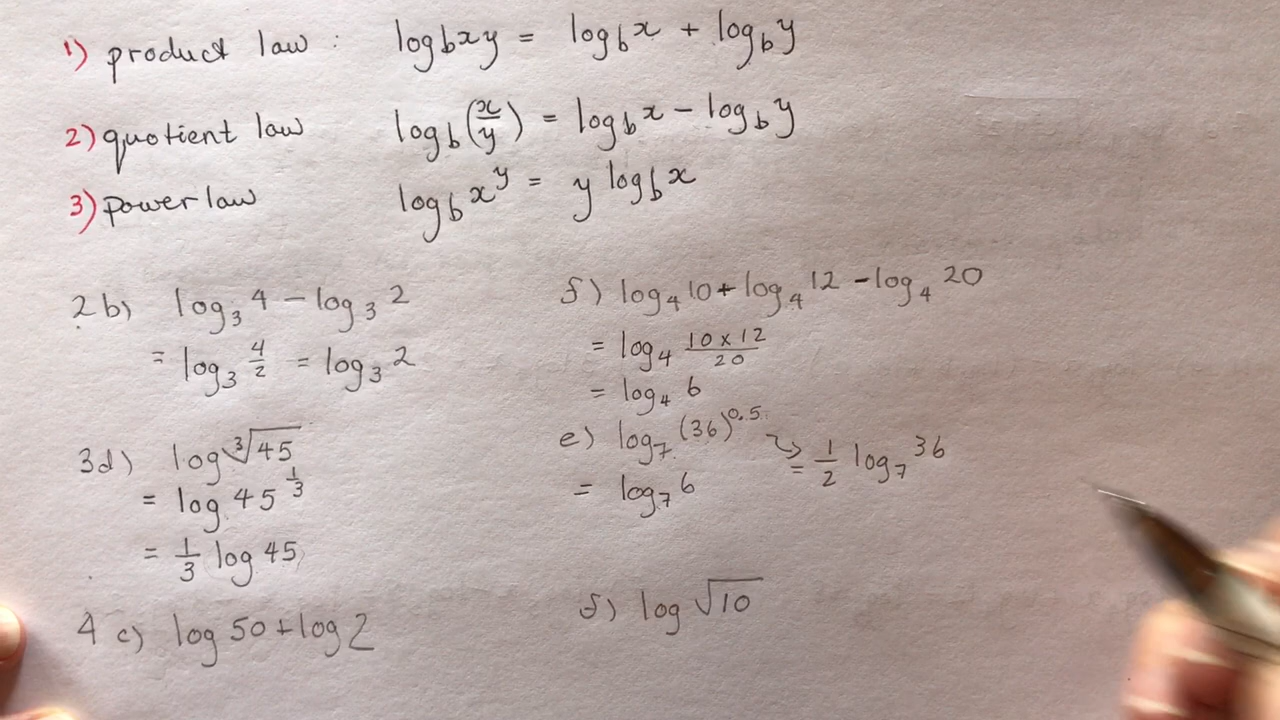 1) product law : log_b xy = log_b x + log_b y
2) quotient law log_b (x/y) = log_b x - log_b y
3) power law log_b x^y = y log_b x
2 b) log_3 4 - log_3 2
= log_3 4/2 = log_3 2
f) log_4 10 + log_4 12 - log_4 20
= log_4 (10 x 12)/20
= log_4 6
3d) log ∛45
= log 45^(1/3)
= 1/3 log 45
e) log_7 (36)^0.5 = 1/2 log_7 36
= log_7 6
4 c) log 50 + log 2
f) log √10